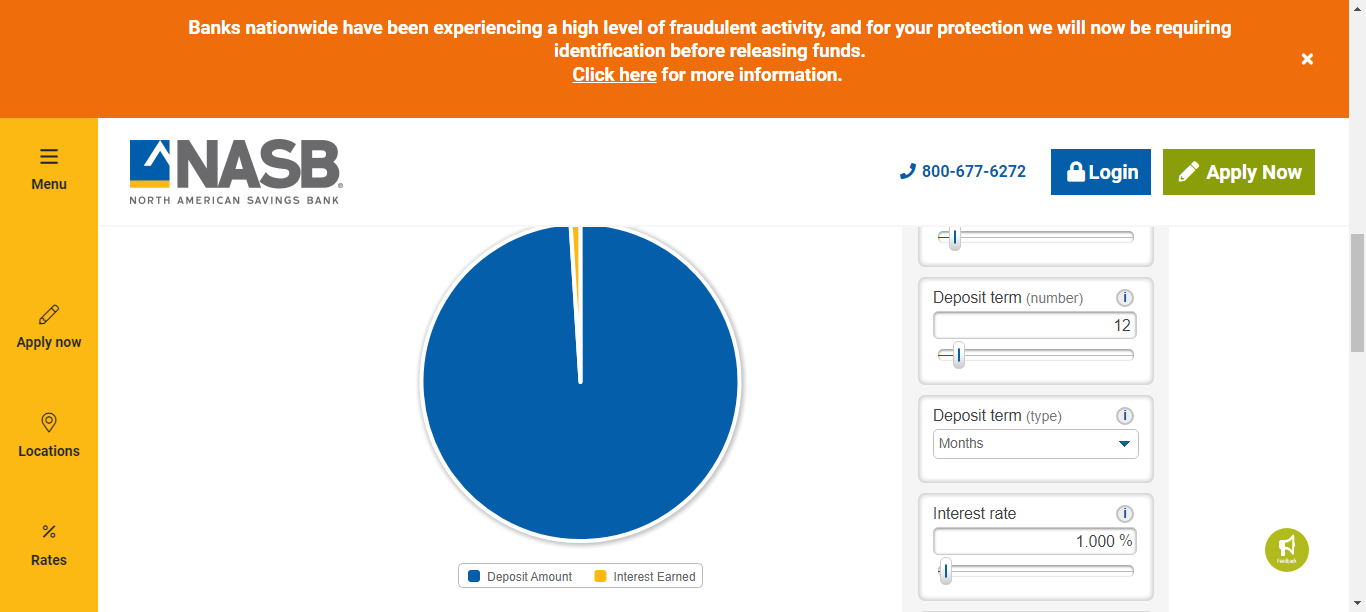 Banks nationwide have been experiencing a high level of fraudulent activity, and for your protection we will now be requiring
identification before releasing funds.
Click here for more information.
Menu
Apply now
Locations
Rates
NASB®
NORTH AMERICAN SAVINGS BANK
800-677-6272
Login
Apply Now
Deposit Amount
Interest Earned
Deposit term (number)
12
Deposit term (type)
Months
Interest rate
1.000 %
Feedback